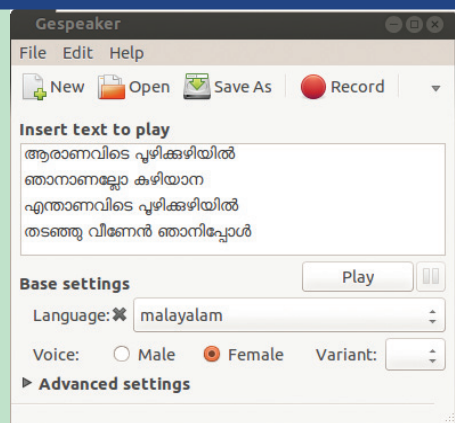 Gespeaker
File Edit Help
New Open Save As Record
Insert text to play
ആരാണവിടെ പൂഴിക്കുഴിയിൽ
ഞാനാണല്ലോ കുഴിയാന
എന്താണവിടെ പൂഴിക്കുഴിയിൽ
തടഞ്ഞു വീണേൻ ഞാനിപ്പോൾ
Play
Base settings
Language: malayalam
Voice: Male Female Variant:
Advanced settings